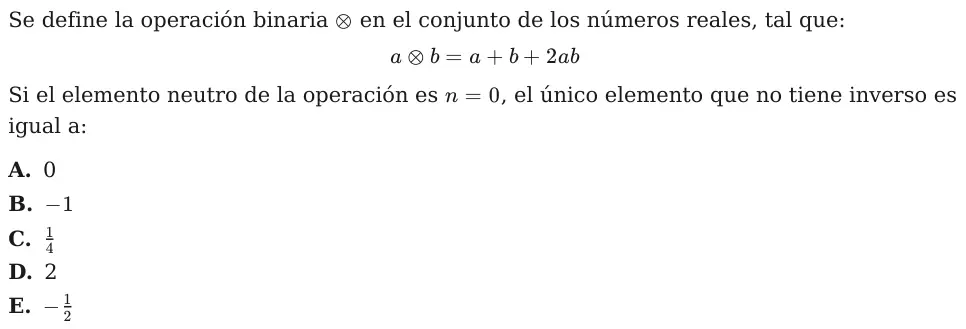 Se define la operación binaria ⊗ en el conjunto de los números reales, tal que:
a ⊗ b = a + b + 2ab
Si el elemento neutro de la operación es n = 0, el único elemento que no tiene inverso es
igual a:
A. 0
B. −1
C. 1/4
D. 2
E. −1/2